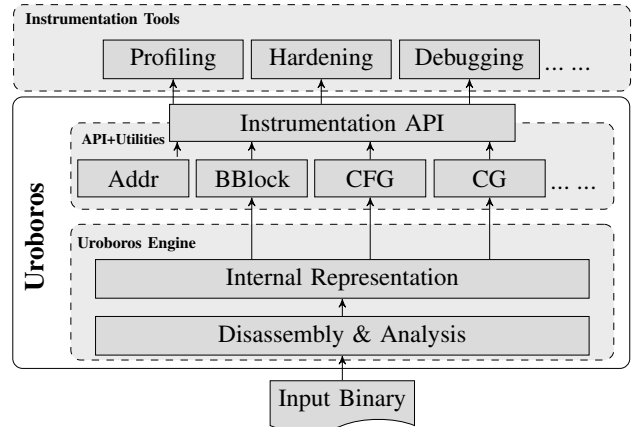 Instrumentation Tools
Profiling Hardening Debugging ... ...
Instrumentation API
API+Utilities
Addr BBlock CFG CG ... ...
Uroboros
Uroboros Engine
Internal Representation
Disassembly & Analysis
Input Binary